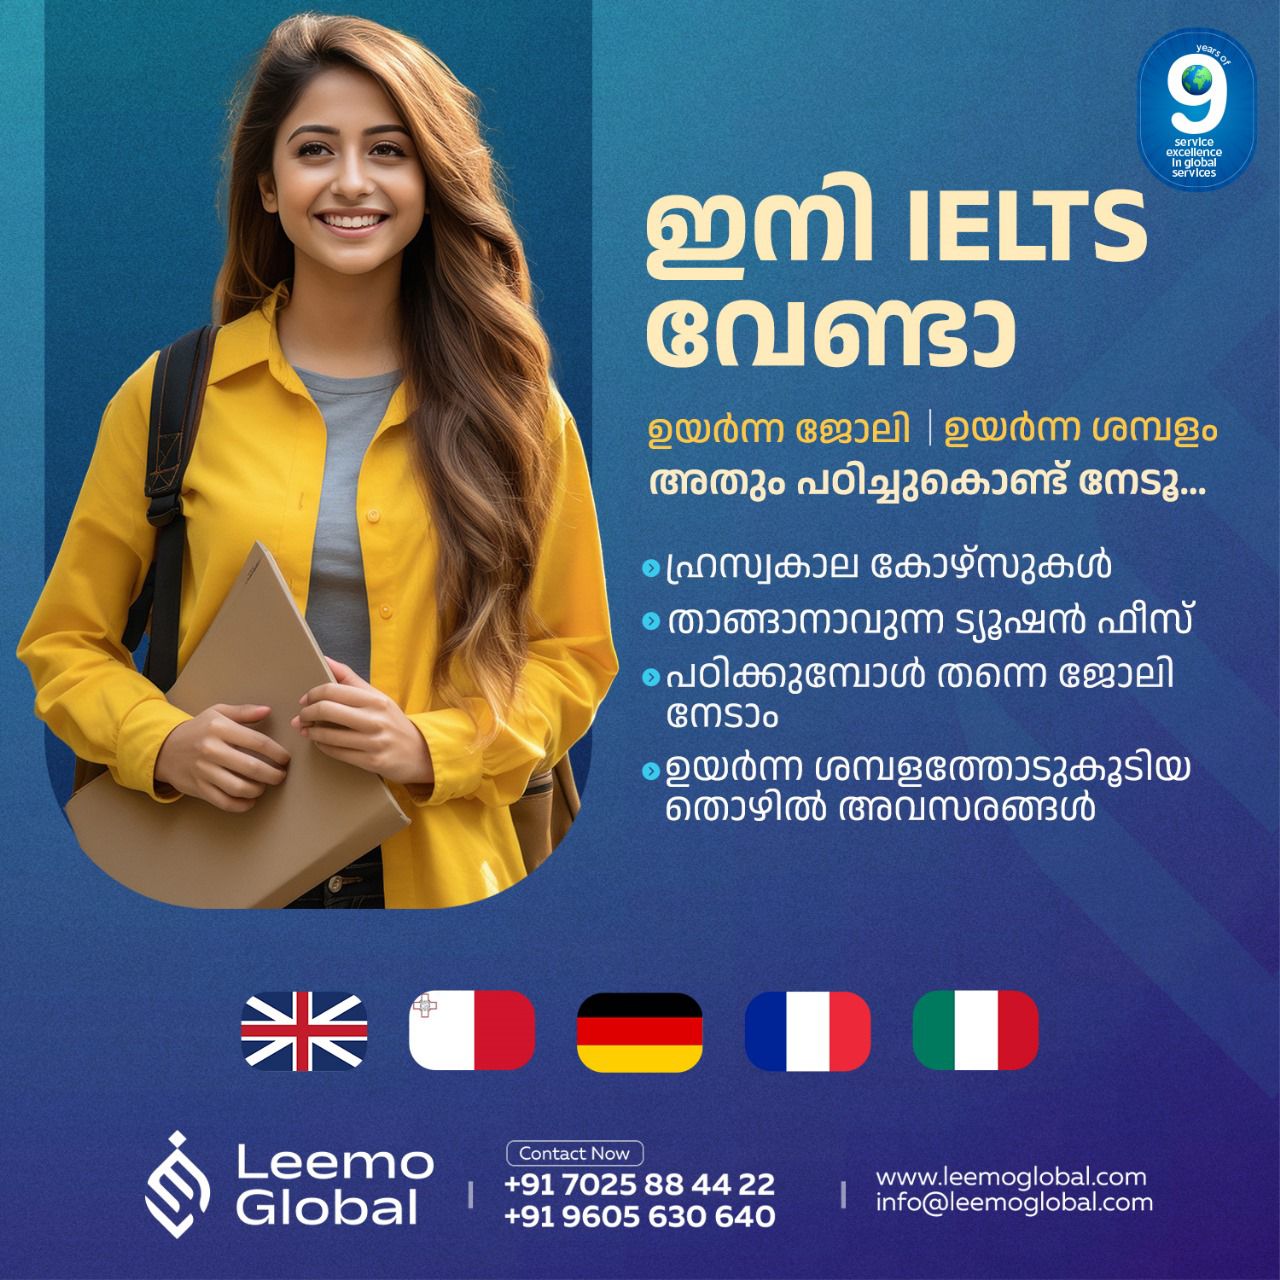 years of
9
service
excellence
in global
services
ഇനി IELTS
വേണ്ടാ
ഉയർന്ന ജോലി | ഉയർന്ന ശമ്പളം
അതും പഠിച്ചുകൊണ്ട് നേടൂ...
ഹ്രസ്വകാല കോഴ്സുകൾ
താങ്ങാനാവുന്ന ട്യൂഷൻ ഫീസ്
പഠിക്കുമ്പോൾ തന്നെ ജോലി
നേടാം
ഉയർന്ന ശമ്പളത്തോടുകൂടിയ
തൊഴിൽ അവസരങ്ങൾ
Leemo
Global
Contact Now
+91 7025 88 44 22
+91 9605 630 640
www.leemoglobal.com
info@leemoglobal.com